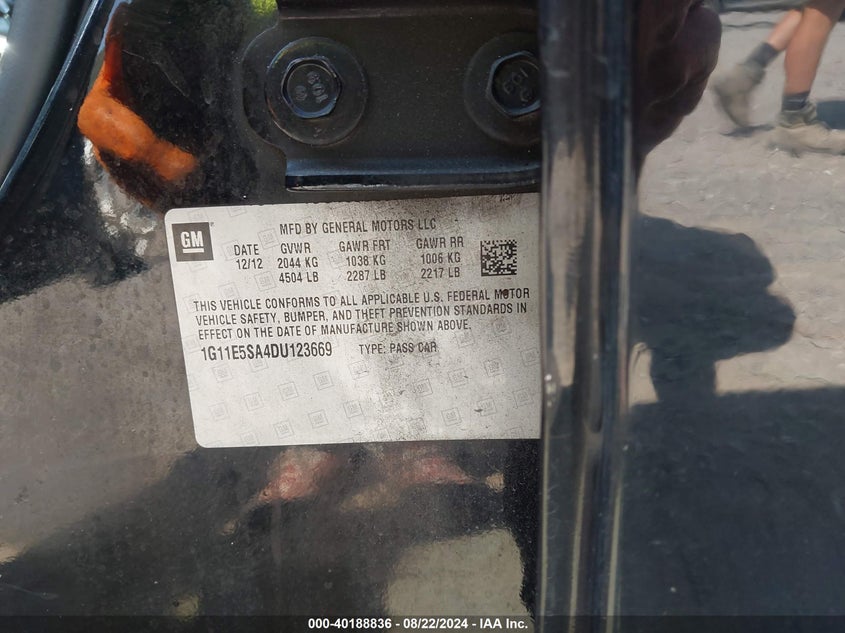 GM
MFD BY GENERAL MOTORS LLC
DATE GVWR GAWR FRT GAWR RR
12/12 2044 KG 1038 KG 1006 KG
4504 LB 2287 LB 2217 LB
THIS VEHICLE CONFORMS TO ALL APPLICABLE U.S. FEDERAL MOTOR
VEHICLE SAFETY, BUMPER, AND THEFT PREVENTION STANDARDS IN
EFFECT ON THE DATE OF MANUFACTURE SHOWN ABOVE.
1G11E5SA4DU123669 TYPE: PASS CAR
000-40188836 - 08/22/2024 - IAA Inc.